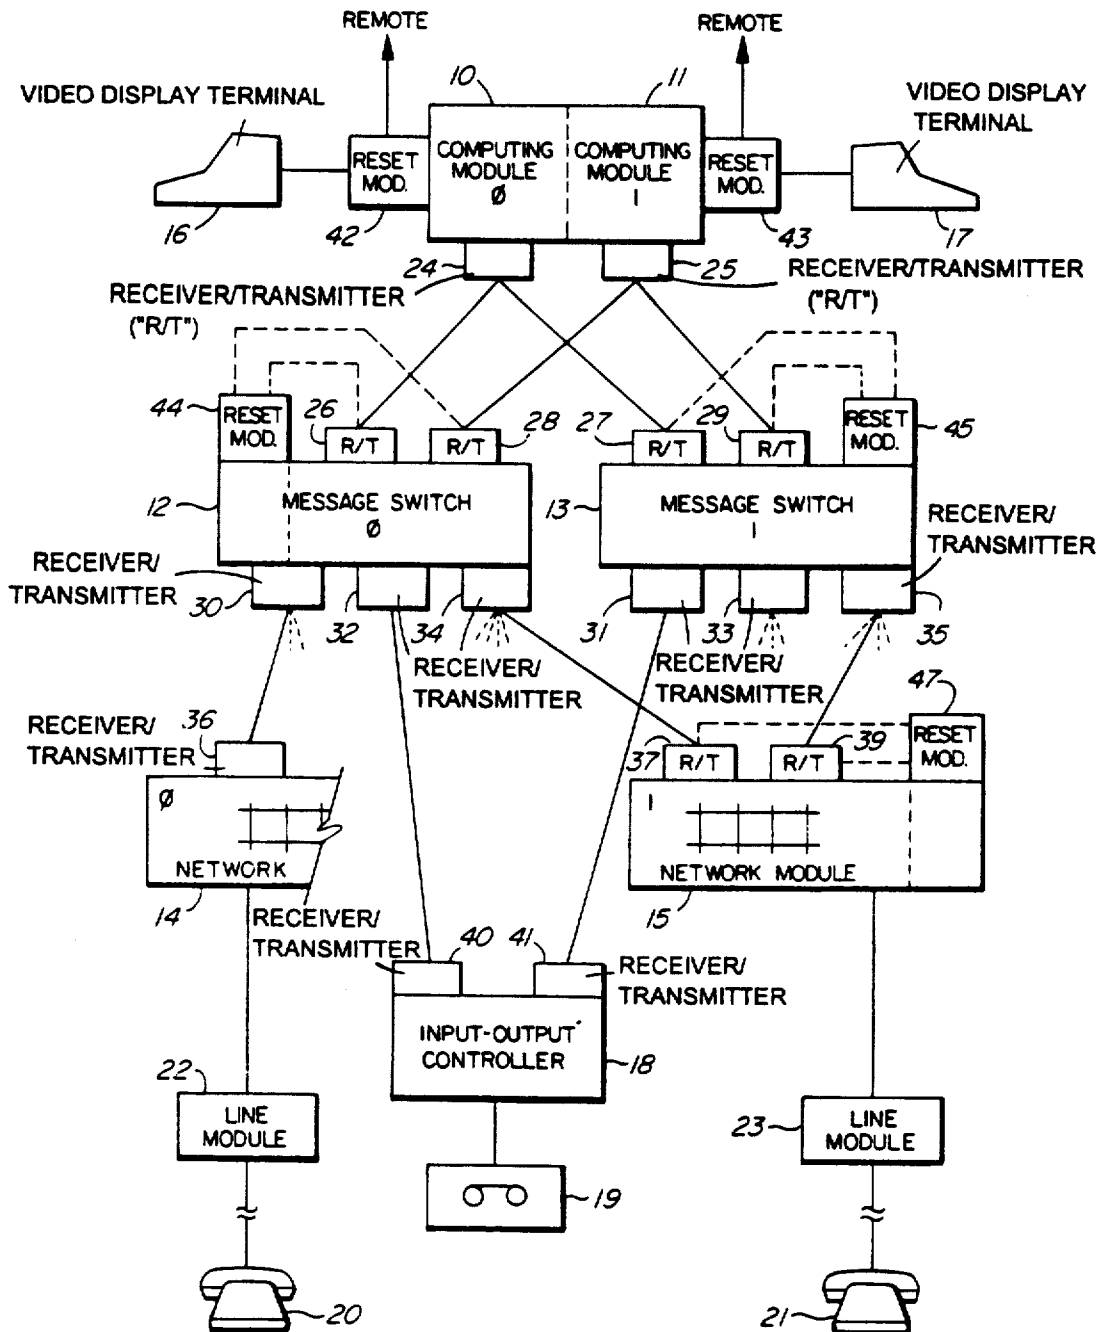 REMOTE
REMOTE
10
11
VIDEO DISPLAY TERMINAL
VIDEO DISPLAY
TERMINAL
RESET
MOD.
COMPUTING
MODULE
Ø
COMPUTING
MODULE
1
RESET
MOD.
16
42
43
17
24
25
RECEIVER/TRANSMITTER
("R/T")
RECEIVER/TRANSMITTER
("R/T")
44
RESET
MOD.
26
R/T
R/T
28
27
R/T
29
R/T
RESET
MOD.
45
12
MESSAGE SWITCH
Ø
13
MESSAGE SWITCH
1
RECEIVER/
TRANSMITTER
RECEIVER/
TRANSMITTER
30
32
34
31
33
35
RECEIVER/
TRANSMITTER
RECEIVER/
TRANSMITTER
47
RECEIVER/
TRANSMITTER
36
37
R/T
R/T
39
RESET
MOD.
Ø
NETWORK
1
NETWORK MODULE
14
15
RECEIVER/
TRANSMITTER
40
41
RECEIVER/
TRANSMITTER
INPUT-OUTPUT
CONTROLLER
18
22
LINE
MODULE
23
LINE
MODULE
19
20
21